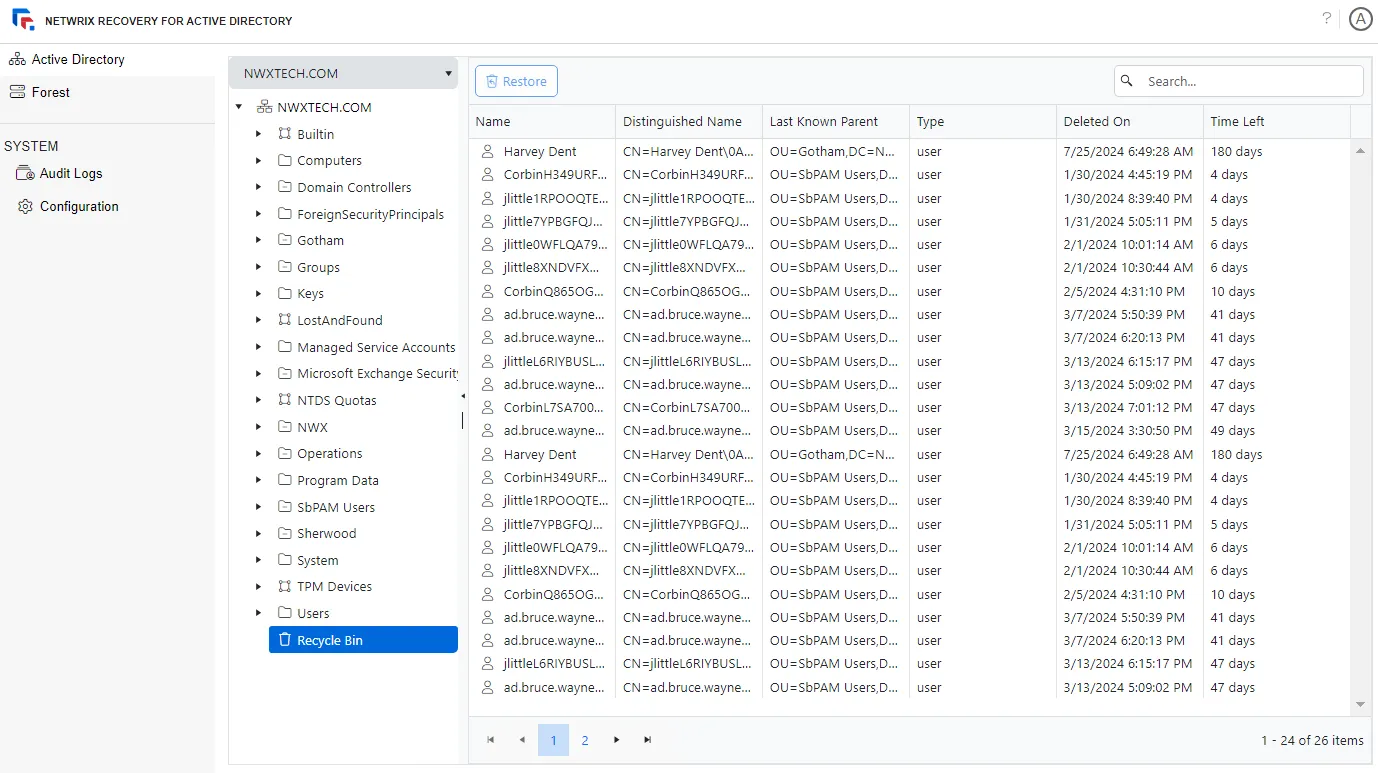 NETWRIX RECOVERY FOR ACTIVE DIRECTORY
? A
Active Directory
Forest
SYSTEM
Audit Logs
Configuration
NWXTECH.COM
NWXTECH.COM
Builtin
Computers
Domain Controllers
ForeignSecurityPrincipals
Gotham
Groups
Keys
LostAndFound
Managed Service Accounts
Microsoft Exchange Security
NTDS Quotas
NWX
Operations
Program Data
SbPAM Users
Sherwood
System
TPM Devices
Users
Recycle Bin
Restore
Search...
Name Distinguished Name Last Known Parent Type Deleted On Time Left
Harvey Dent CN=Harvey Dent\0A... OU=Gotham,DC=N... user 7/25/2024 6:49:28 AM 180 days
CorbinH349URF... CN=CorbinH349URF... OU=SbPAM Users,D... user 1/30/2024 4:45:19 PM 4 days
jlittle1RPOOQTE... CN=jlittle1RPOOQTE... OU=SbPAM Users,D... user 1/30/2024 8:39:40 PM 4 days
jlittle7YPBGFQJ... CN=jlittle7YPBGFQJ... OU=SbPAM Users,D... user 1/31/2024 5:05:11 PM 5 days
jlittle0WFLQA79... CN=jlittle0WFLQA79... OU=SbPAM Users,D... user 2/1/2024 10:01:14 AM 6 days
jlittle8XNDVFX... CN=jlittle8XNDVFX... OU=SbPAM Users,D... user 2/1/2024 10:30:44 AM 6 days
CorbinQ865OG... CN=CorbinQ865OG... OU=SbPAM Users,D... user 2/5/2024 4:31:10 PM 10 days
ad.bruce.wayne... CN=ad.bruce.wayne... OU=SbPAM Users,D... user 3/7/2024 5:50:39 PM 41 days
ad.bruce.wayne... CN=ad.bruce.wayne... OU=SbPAM Users,D... user 3/7/2024 6:20:13 PM 41 days
jlittleL6RIYBUSL... CN=jlittleL6RIYBUSL... OU=SbPAM Users,D... user 3/13/2024 6:15:17 PM 47 days
ad.bruce.wayne... CN=ad.bruce.wayne... OU=SbPAM Users,D... user 3/13/2024 5:09:02 PM 47 days
CorbinL7SA700... CN=CorbinL7SA700... OU=SbPAM Users,D... user 3/13/2024 7:01:12 PM 47 days
ad.bruce.wayne... CN=ad.bruce.wayne... OU=SbPAM Users,D... user 3/15/2024 3:30:50 PM 49 days
Harvey Dent CN=Harvey Dent\0A... OU=Gotham,DC=N... user 7/25/2024 6:49:28 AM 180 days
CorbinH349URF... CN=CorbinH349URF... OU=SbPAM Users,D... user 1/30/2024 4:45:19 PM 4 days
jlittle1RPOOQTE... CN=jlittle1RPOOQTE... OU=SbPAM Users,D... user 1/30/2024 8:39:40 PM 4 days
jlittle7YPBGFQJ... CN=jlittle7YPBGFQJ... OU=SbPAM Users,D... user 1/31/2024 5:05:11 PM 5 days
jlittle0WFLQA79... CN=jlittle0WFLQA79... OU=SbPAM Users,D... user 2/1/2024 10:01:14 AM 6 days
jlittle8XNDVFX... CN=jlittle8XNDVFX... OU=SbPAM Users,D... user 2/1/2024 10:30:44 AM 6 days
CorbinQ865OG... CN=CorbinQ865OG... OU=SbPAM Users,D... user 2/5/2024 4:31:10 PM 10 days
ad.bruce.wayne... CN=ad.bruce.wayne... OU=SbPAM Users,D... user 3/7/2024 5:50:39 PM 41 days
ad.bruce.wayne... CN=ad.bruce.wayne... OU=SbPAM Users,D... user 3/7/2024 6:20:13 PM 41 days
jlittleL6RIYBUSL... CN=jlittleL6RIYBUSL... OU=SbPAM Users,D... user 3/13/2024 6:15:17 PM 47 days
ad.bruce.wayne... CN=ad.bruce.wayne... OU=SbPAM Users,D... user 3/13/2024 5:09:02 PM 47 days
1 2 1 - 24 of 26 items